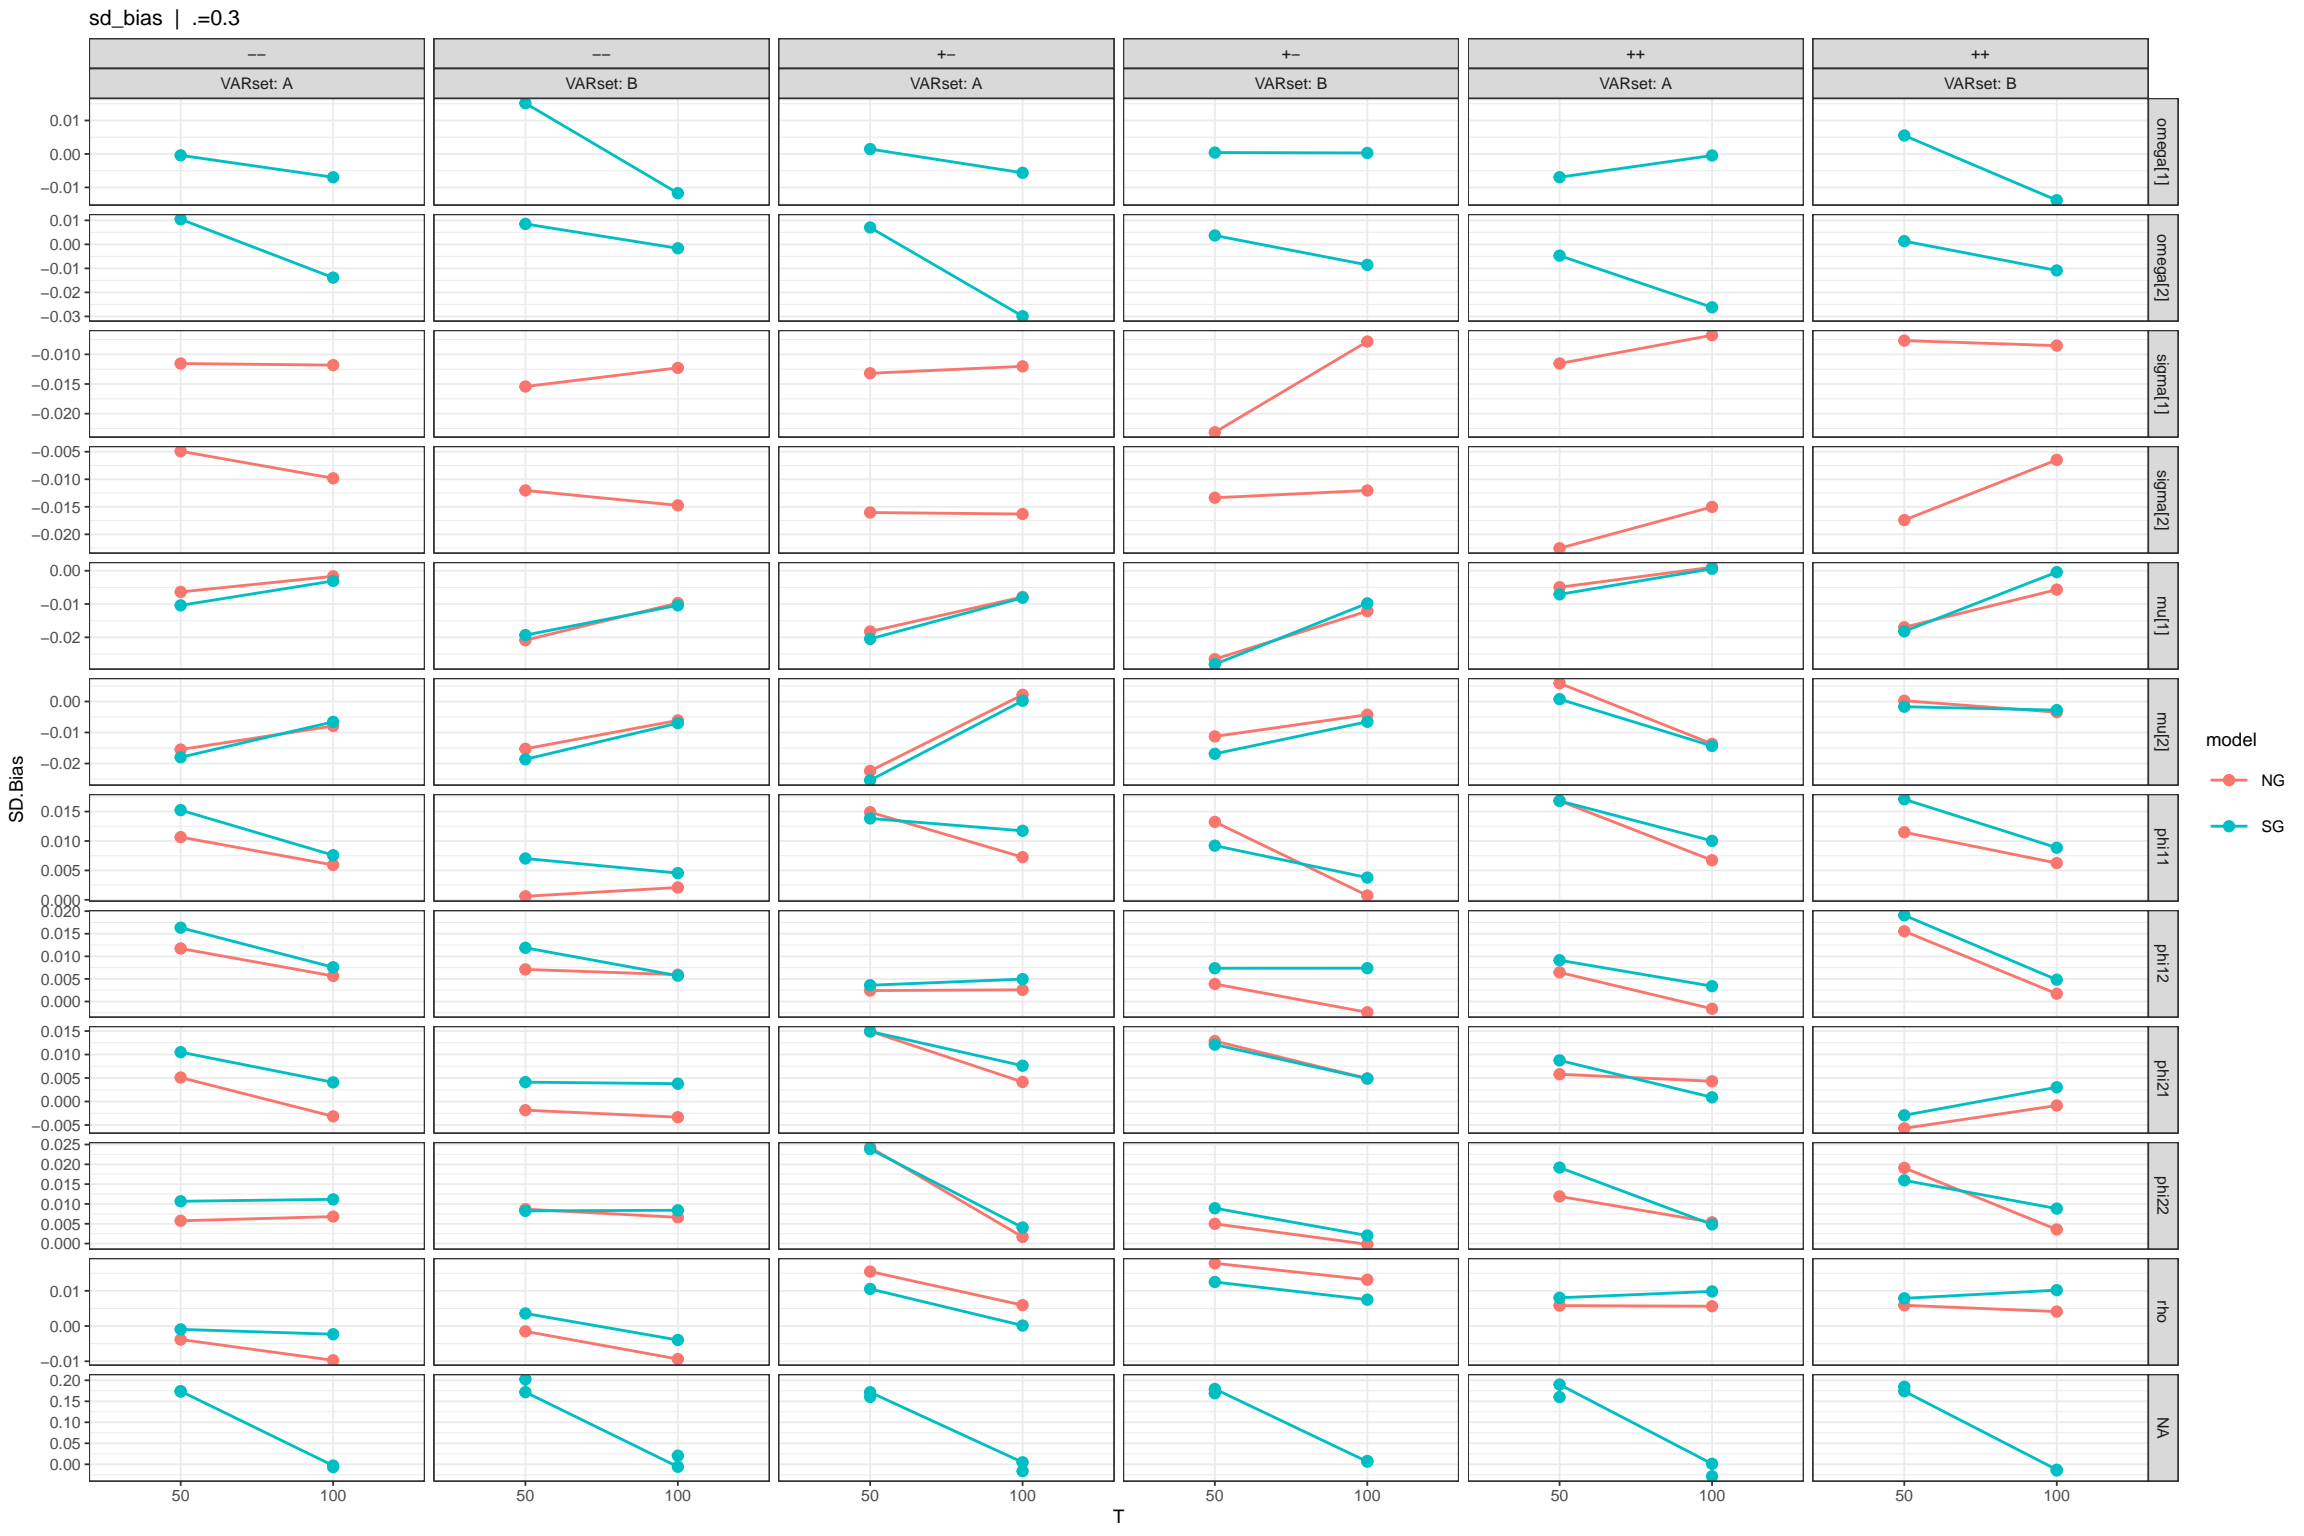 sd_bias | .=0.3
−− −− +− +− ++ ++
VARset: A VARset: B VARset: A VARset: B VARset: A VARset: B
0.01
0.00
−0.01
omega[1]
0.01
0.00
−0.01
−0.02
−0.03
omega[2]
−0.010
−0.015
−0.020
sigma[1]
−0.005
−0.010
−0.015
−0.020
sigma[2]
0.00
−0.01
−0.02
mu[1]
0.00
−0.01
−0.02
mu[2]
0.015
0.010
0.005
0.000
phi11
0.020
0.015
0.010
0.005
0.000
phi12
0.015
0.010
0.005
0.000
−0.005
phi21
0.025
0.020
0.015
0.010
0.005
0.000
phi22
0.01
0.00
−0.01
rho
0.20
0.15
0.10
0.05
0.00
NA
50 100 50 100 50 100 50 100 50 100 50 100
T
SD.Bias
model
NG
SG